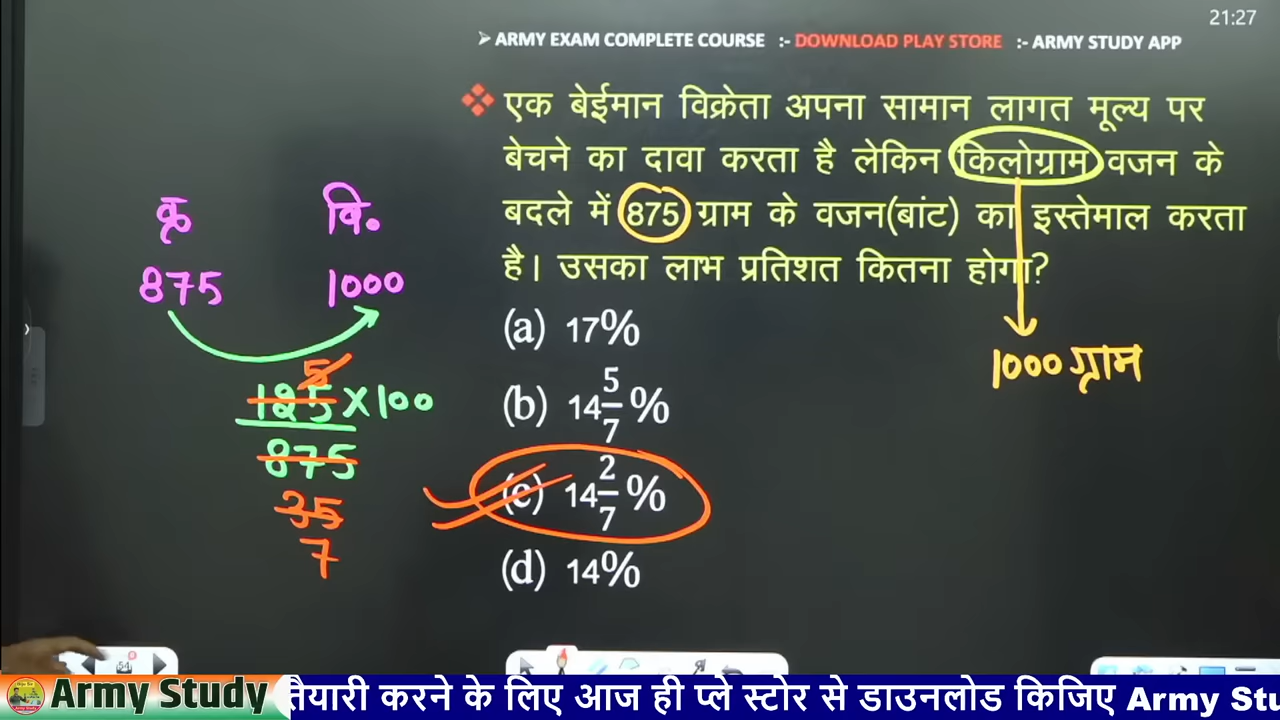 21:27
➢ ARMY EXAM COMPLETE COURSE :- DOWNLOAD PLAY STORE :- ARMY STUDY APP
❖ एक बेईमान विक्रेता अपना सामान लागत मूल्य पर
बेचने का दावा करता है लेकिन किलोग्राम वजन के
बदले में 875 ग्राम के वजन(बांट) का इस्तेमाल करता
है। उसका लाभ प्रतिशत कितना होगा?
(a) 17%
(b) 14 5/7 %
(c) 14 2/7 %
(d) 14%
1000 ग्राम
क्र वि.
875 1000
5
125 X 100
875
35
7
54
Army Study
तैयारी करने के लिए आज ही प्ले स्टोर से डाउनलोड किजिए Army Stu